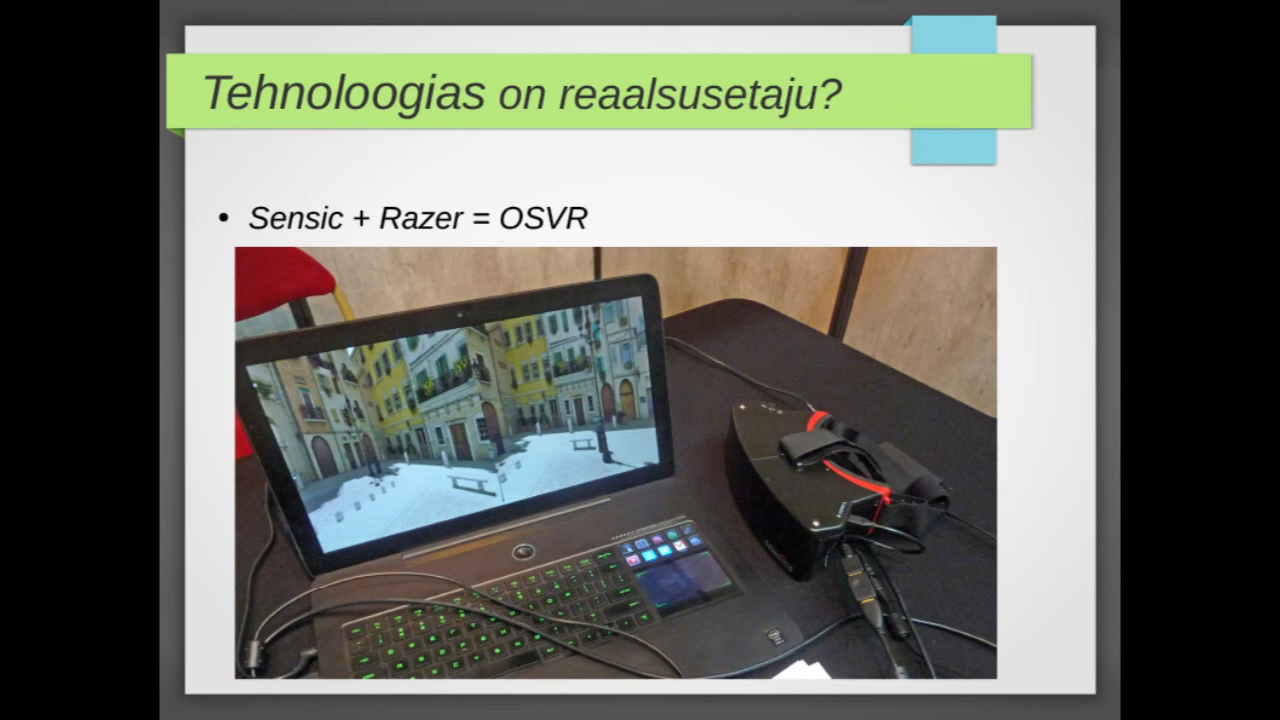 Tehnoloogias on reaalsusetaju?
Sensic + Razer = OSVR